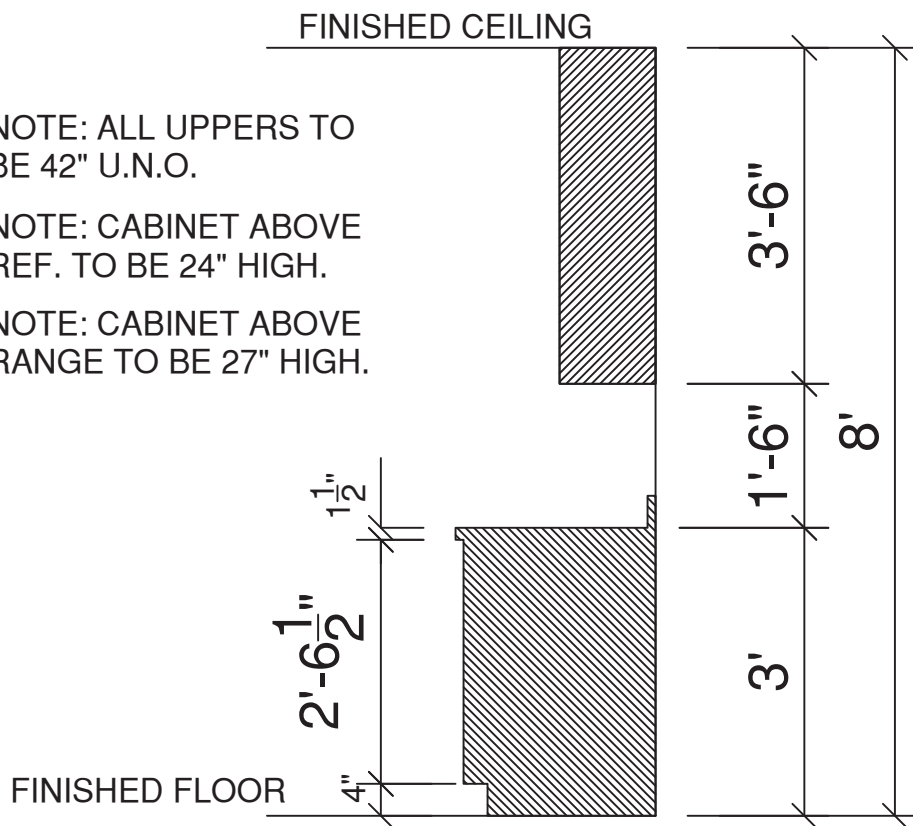 FINISHED CEILING
NOTE: ALL UPPERS TO
BE 42" U.N.O.
NOTE: CABINET ABOVE
REF. TO BE 24" HIGH.
NOTE: CABINET ABOVE
RANGE TO BE 27" HIGH.
3'-6"
1'-6"
8'
1 1/2"
2'-6 1/2"
3'
4"
FINISHED FLOOR